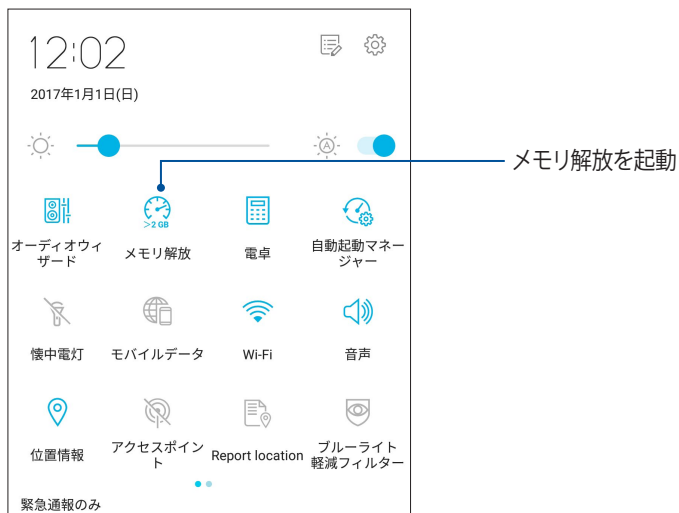 12:02
2017年1月1日(日)
A
メモリ解放を起動
>2 GB
オーディオウィ
ザード
メモリ解放
電卓
自動起動マネー
ジャー
懐中電灯
モバイルデータ
Wi-Fi
音声
位置情報
アクセスポイン
ト
Report location
ブルーライト
軽減フィルター
緊急通報のみ